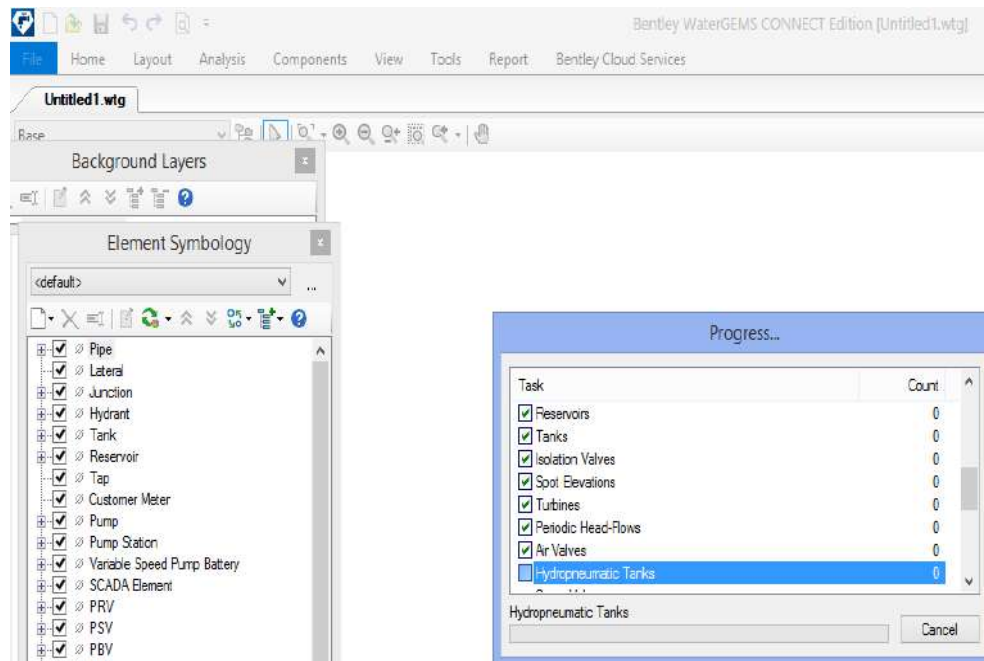 Bentley WaterGEMS CONNECT Edition [Untitled1.wtg]
File Home Layout Analysis Components View Tools Report Bentley Cloud Services
Untitled1.wtg
Base
Background Layers
Element Symbology
<default>
...
Pipe
Lateral
Junction
Hydrant
Tank
Reservoir
Tap
Customer Meter
Pump
Pump Station
Variable Speed Pump Battery
SCADA Element
PRV
PSV
PBV
Progress...
Task Count
Reservoirs 0
Tanks 0
Isolation Valves 0
Spot Elevations 0
Turbines 0
Periodic Head-Flows 0
Air Valves 0
Hydropneumatic Tanks 0
Hydropneumatic Tanks
Cancel